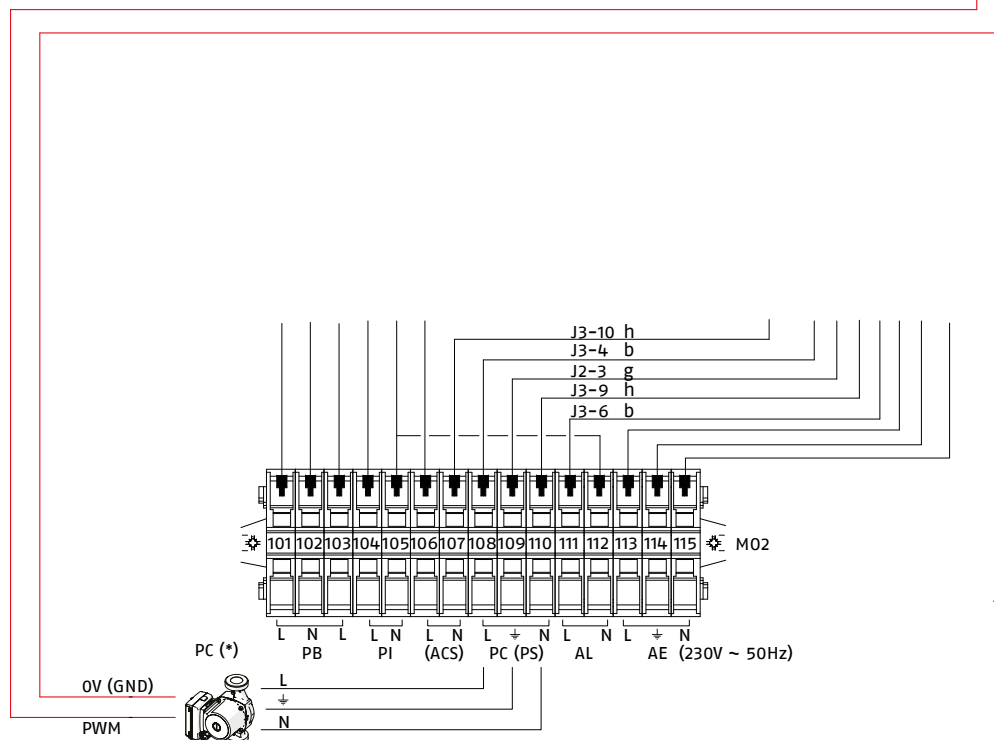 J3-10 h
J3-4 b
J2-3 g
J3-9 h
J3-6 b
101 102 103 104 105 106 107 108 109 110 111 112 113 114 115 M02
L N L L N L N L N L N L N
PC (*) PB PI (ACS) PC (PS) AL AE (230V ~ 50Hz)
0V (GND) L
PWM N